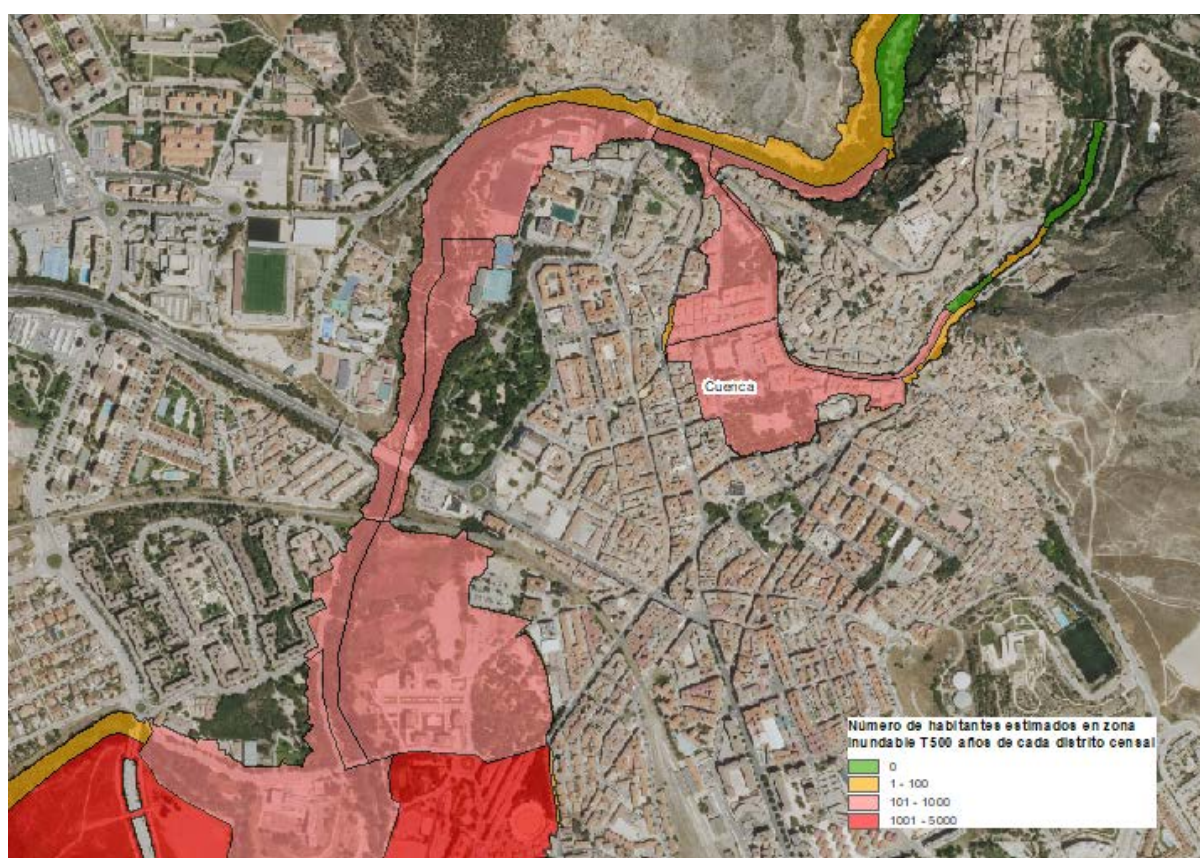 Cuenca
Número de habitantes estimados en zona
inundable T500 años de cada distrito censal
0
1 - 100
101 - 1000
1001 - 5000